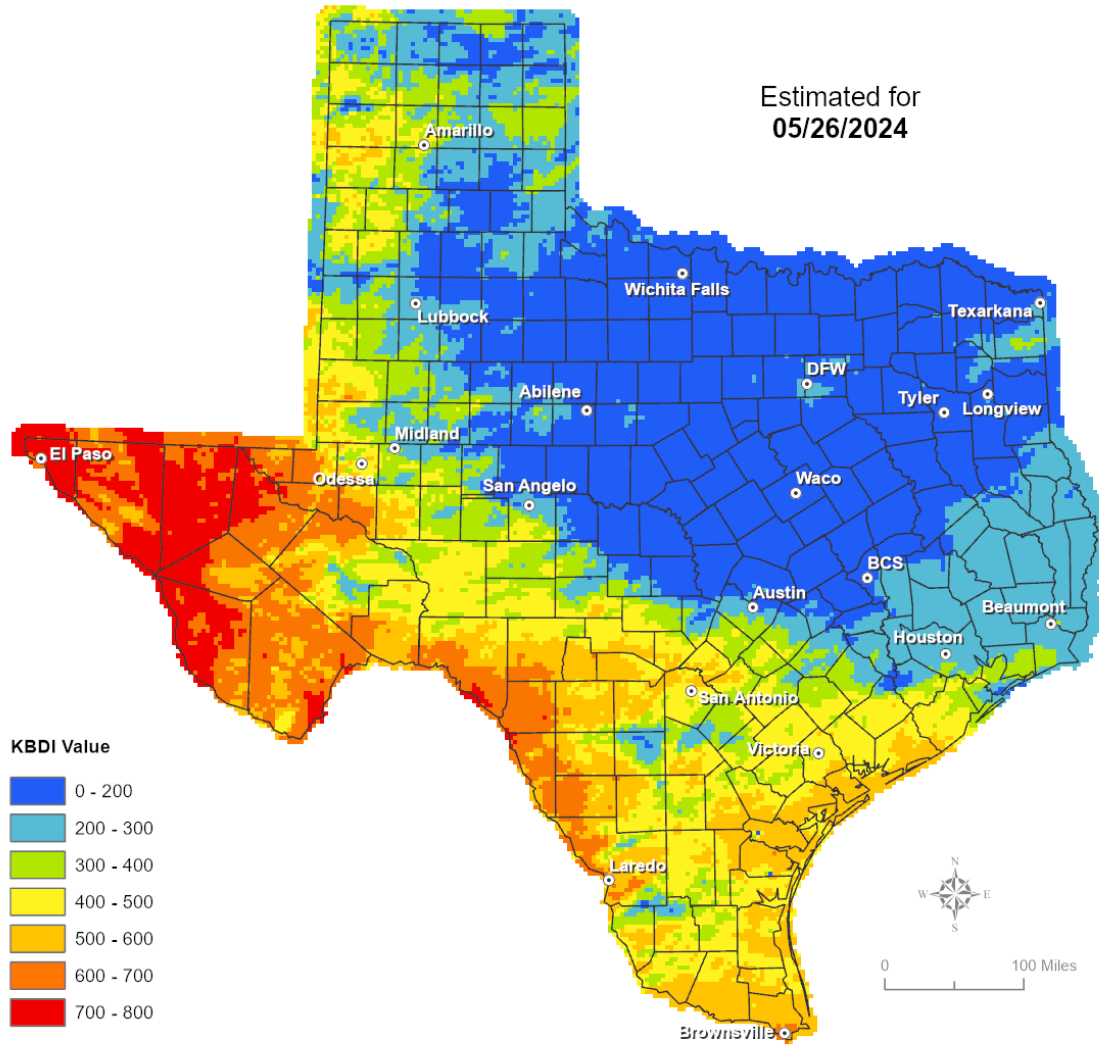 Estimated for
05/26/2024
Amarillo
Wichita Falls
Lubbock
Texarkana
DFW
Abilene
Tyler
Longview
Midland
El Paso
Odessa
San Angelo
Waco
BCS
Austin
Beaumont
Houston
San Antonio
Victoria
Laredo
Brownsville
KBDI Value
0 - 200
200 - 300
300 - 400
400 - 500
500 - 600
600 - 700
700 - 800
N
W
E
S
0
100 Miles